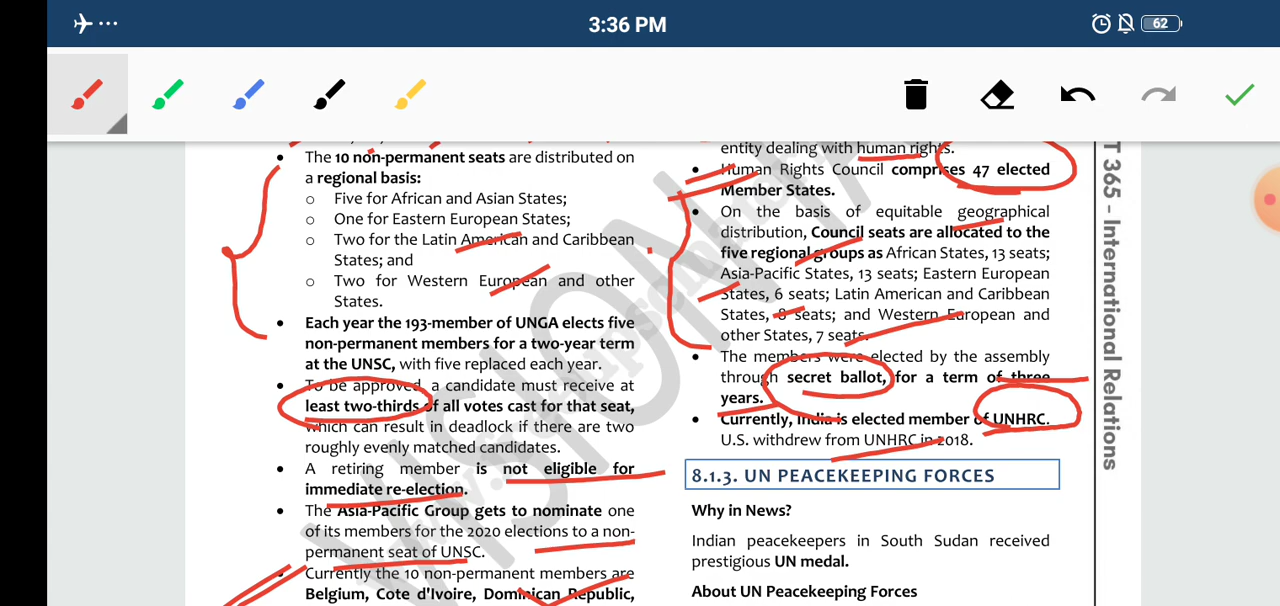 3:36 PM
62
The 10 non-permanent seats are distributed on
a regional basis:
Five for African and Asian States;
One for Eastern European States;
Two for the Latin American and Caribbean
States; and
Two for Western European and other
States.
Each year the 193-member of UNGA elects five
non-permanent members for a two-year term
at the UNSC, with five replaced each year.
To be approved, a candidate must receive at
least two-thirds of all votes cast for that seat,
which can result in deadlock if there are two
roughly evenly matched candidates.
A retiring member is not eligible for
immediate re-election.
The Asia-Pacific Group gets to nominate one
of its members for the 2020 elections to a non-
permanent seat of UNSC.
Currently the 10 non-permanent members are
Belgium, Cote d'Ivoire, Dominican Republic,
entity dealing with human rights.
Human Rights Council comprises 47 elected
Member States.
On the basis of equitable geographical
distribution, Council seats are allocated to the
five regional groups as African States, 13 seats;
Asia-Pacific States, 13 seats; Eastern European
States, 6 seats; Latin American and Caribbean
States, 8 seats; and Western European and
other States, 7 seats.
The members were elected by the assembly
through secret ballot, for a term of three
years.
Currently, India is elected member of UNHRC.
U.S. withdrew from UNHRC in 2018.
8.1.3. UN PEACEKEEPING FORCES
Why in News?
Indian peacekeepers in South Sudan received
prestigious UN medal.
About UN Peacekeeping Forces
T 365 - International Relations